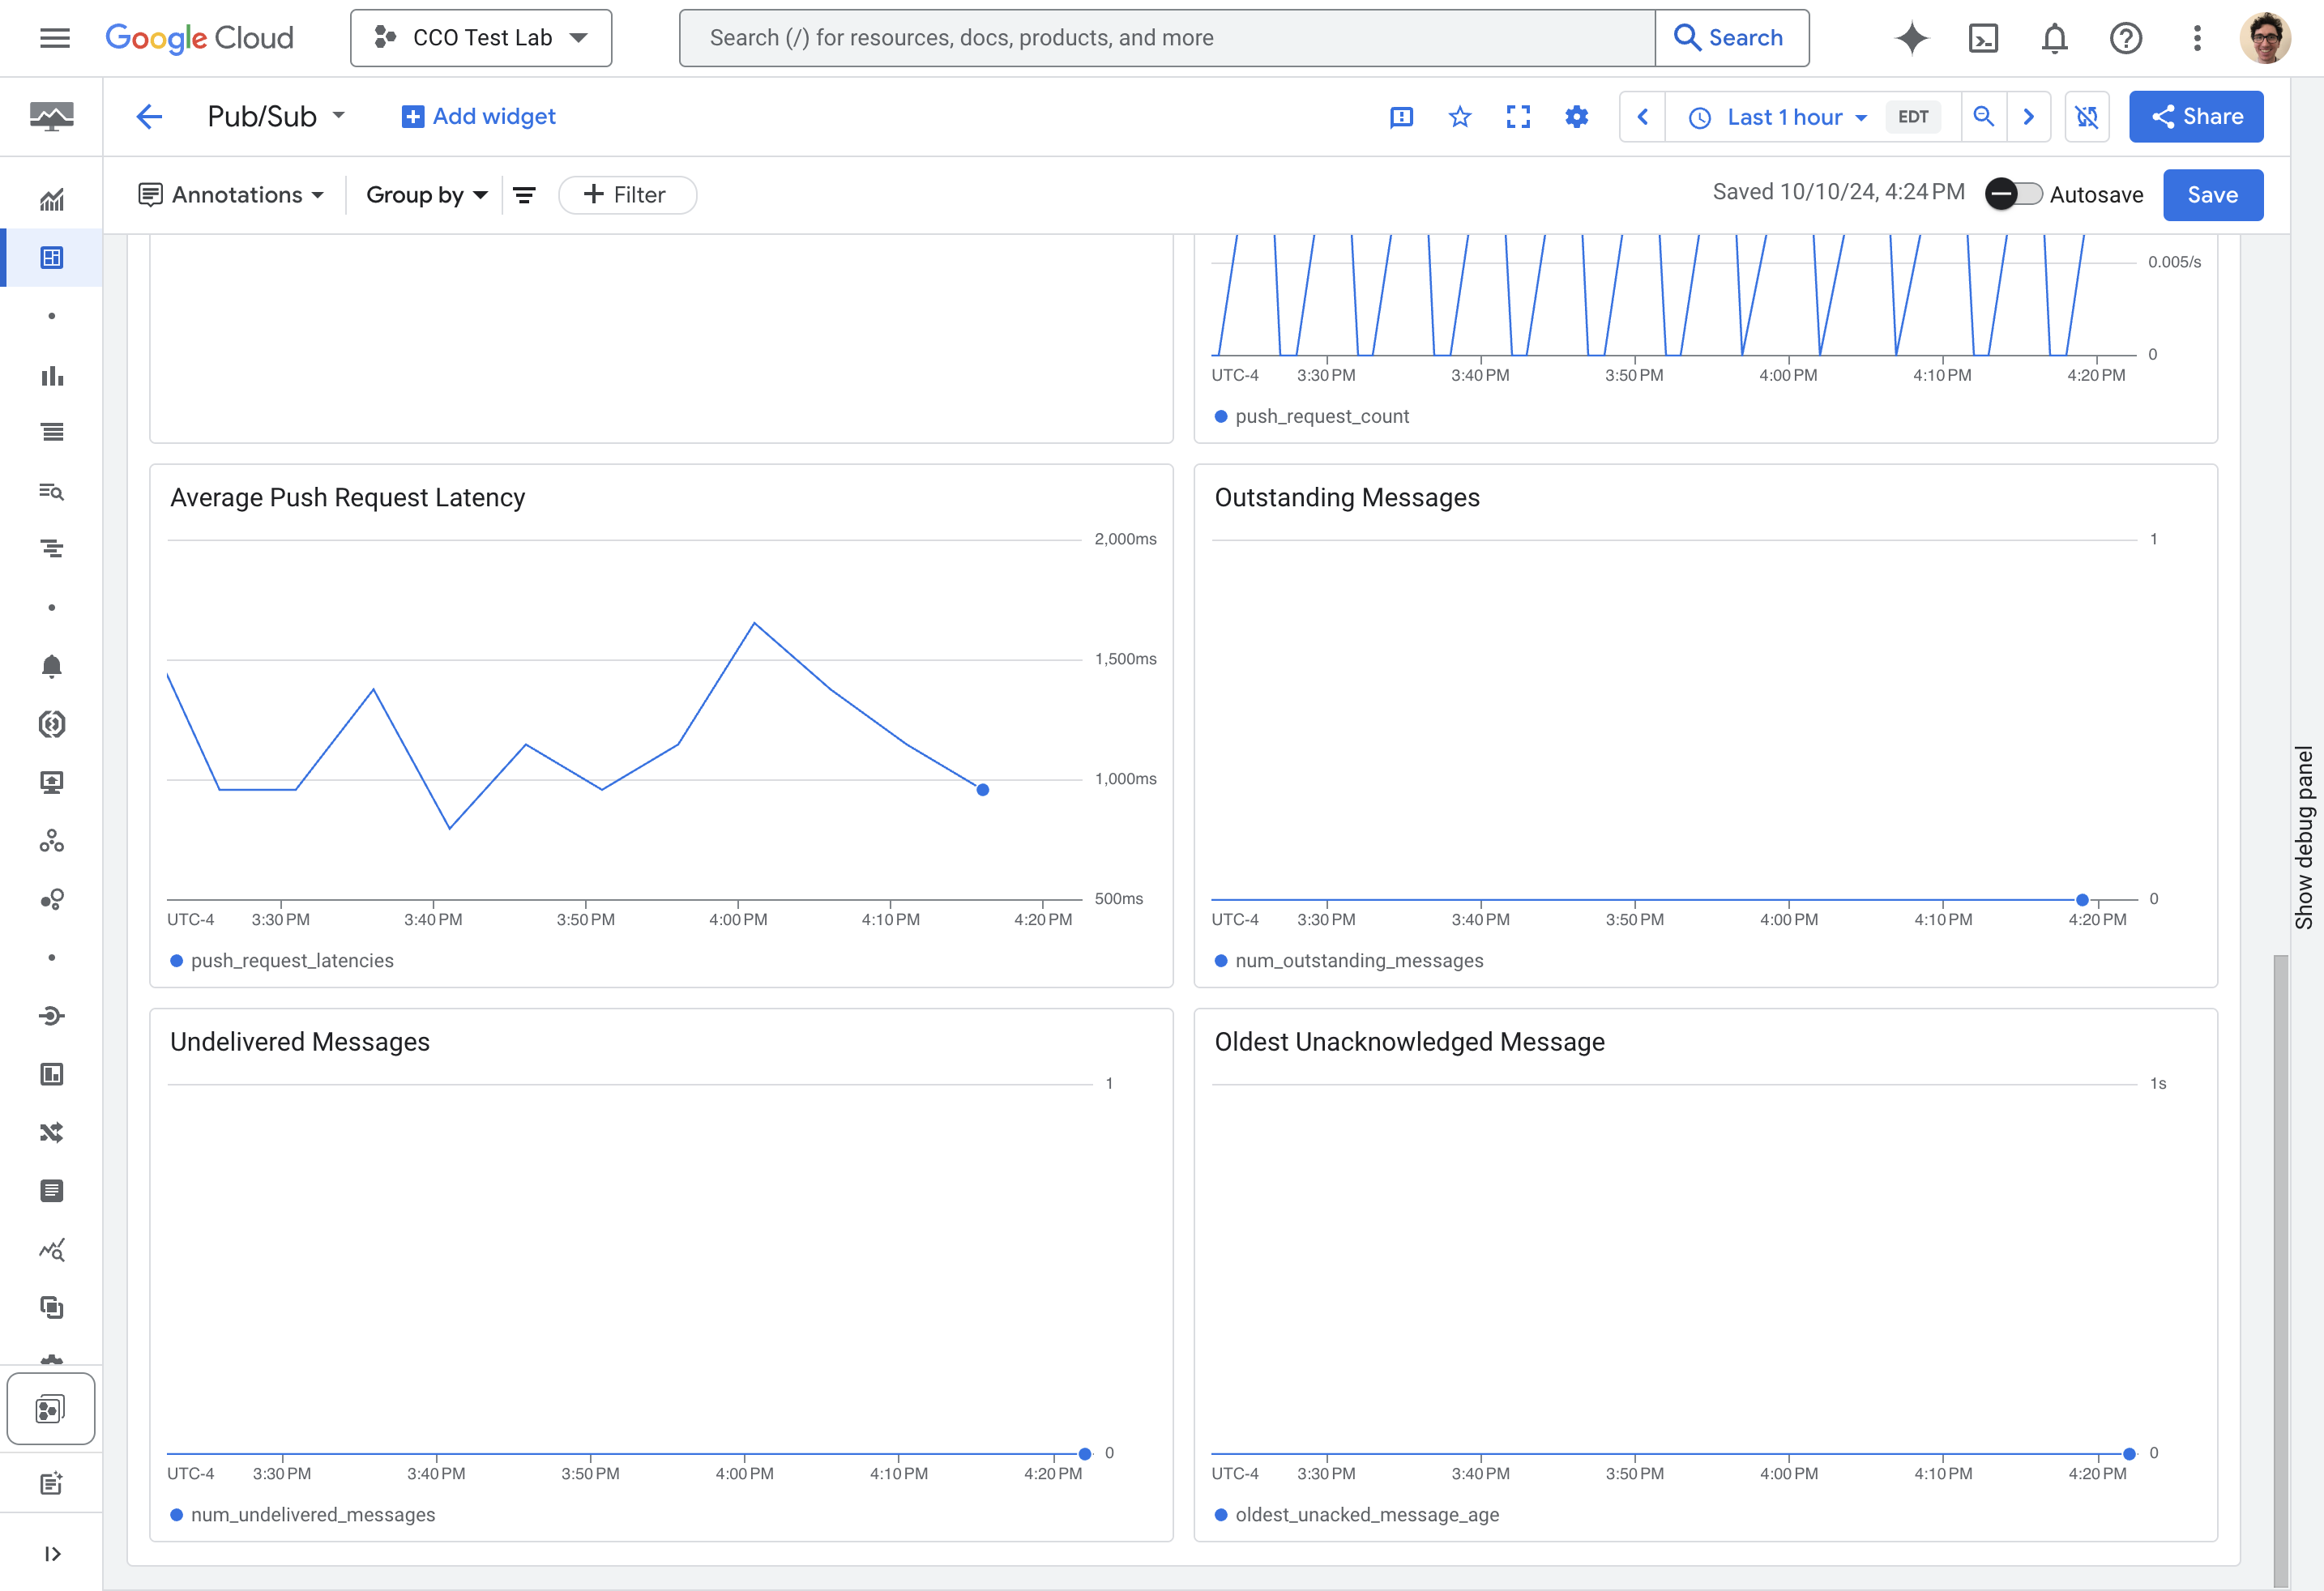 Google Cloud
CCO Test Lab
Search (/) for resources, docs, products, and more
Search
Pub/Sub
Add widget
Last 1 hour
EDT
Share
Annotations
Group by
Filter
Saved 10/10/24, 4:24 PM
Autosave
Save
0.005/s
0
UTC-4 3:30 PM 3:40 PM 3:50 PM 4:00 PM 4:10 PM 4:20 PM
push_request_count
Average Push Request Latency
2,000ms
1,500ms
1,000ms
500ms
UTC-4 3:30 PM 3:40 PM 3:50 PM 4:00 PM 4:10 PM 4:20 PM
push_request_latencies
Outstanding Messages
1
0
UTC-4 3:30 PM 3:40 PM 3:50 PM 4:00 PM 4:10 PM 4:20 PM
num_outstanding_messages
Undelivered Messages
1
0
UTC-4 3:30 PM 3:40 PM 3:50 PM 4:00 PM 4:10 PM 4:20 PM
num_undelivered_messages
Oldest Unacknowledged Message
1s
0
UTC-4 3:30 PM 3:40 PM 3:50 PM 4:00 PM 4:10 PM 4:20 PM
oldest_unacked_message_age
Show debug panel